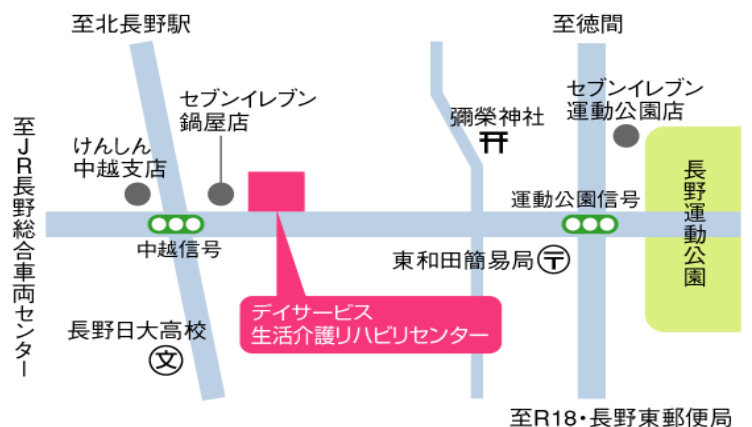 至北長野駅
至徳間
セブンイレブン
鍋屋店
セブンイレブン
運動公園店
彌榮神社
けんしん
中越支店
至JR長野総合車両センター
長野運動公園
運動公園信号
中越信号
東和田簡易局
〒
デイサービス
生活介護リハビリセンター
長野日大高校
文
至R18・長野東郵便局